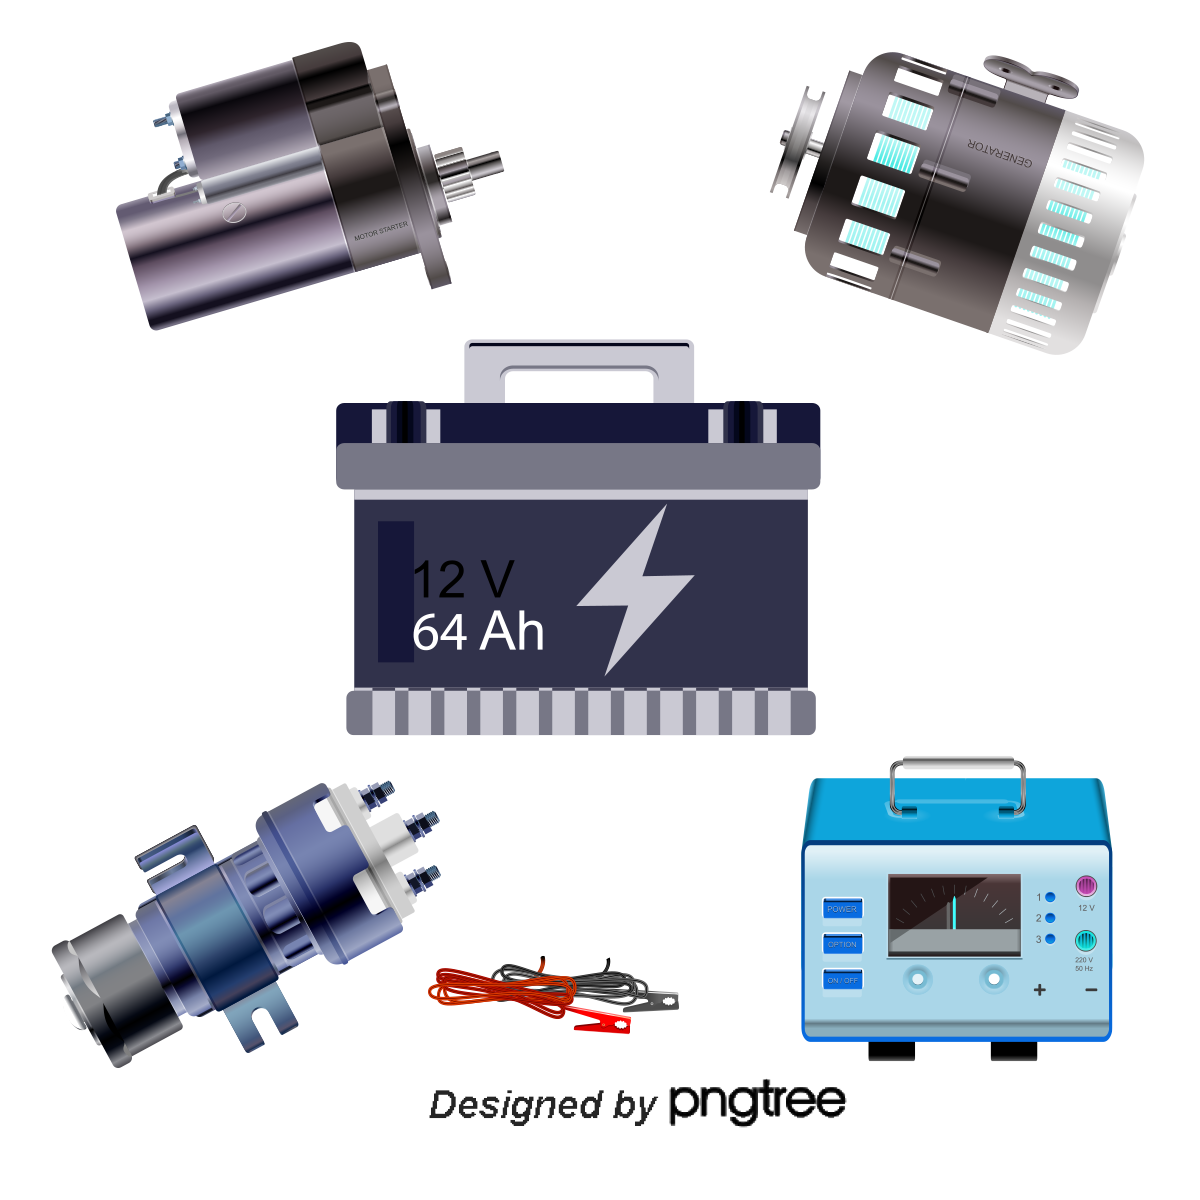 MOTOR STARTER
GENERATOR
12 V
64 Ah
POWER
OPTION
ON / OFF
1
2
3
12 V
220 V
50 Hz
+ −
Designed by pngtree